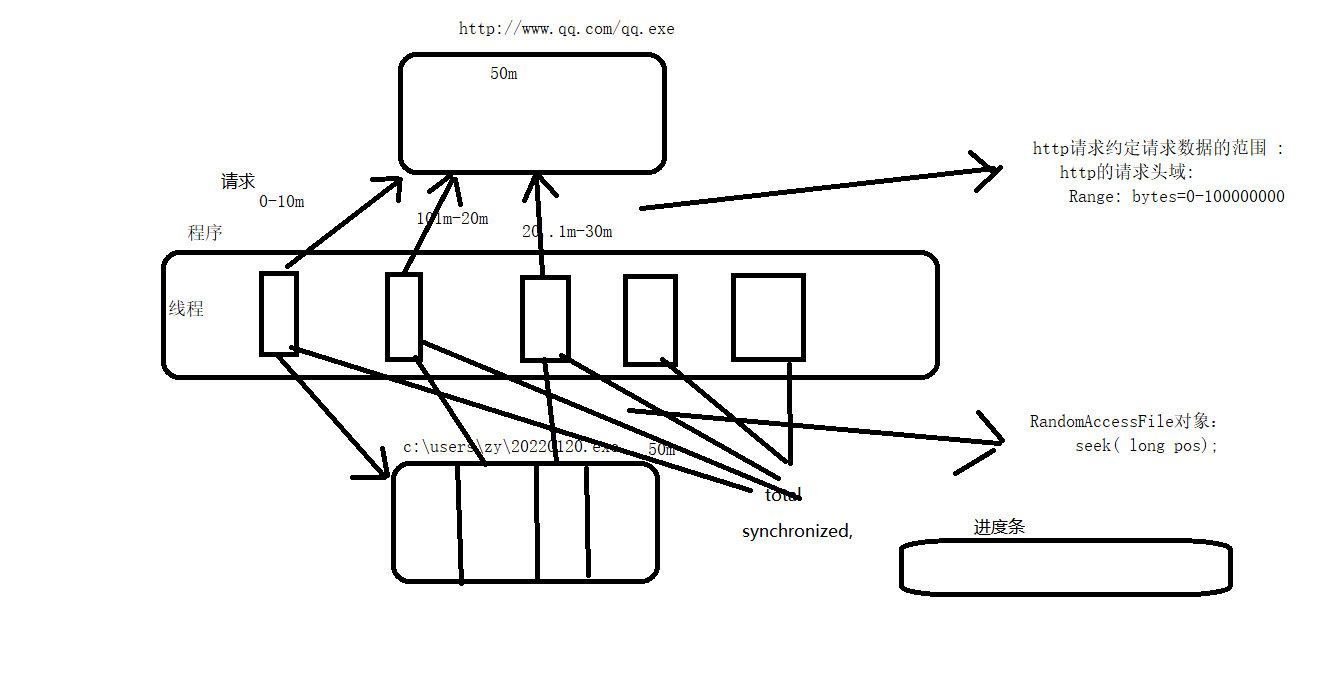 http://www.qq.com/qq.exe
50m
http请求约定请求数据的范围 :
http的请求头域:
Range: bytes=0-100000000
请求
0-10m
101m-20m
20..1m-30m
程序
线程
RandomAccessFile对象:
seek( long pos);
c:\users\zy\20220120.exe
50m
total
synchronized,
进度条